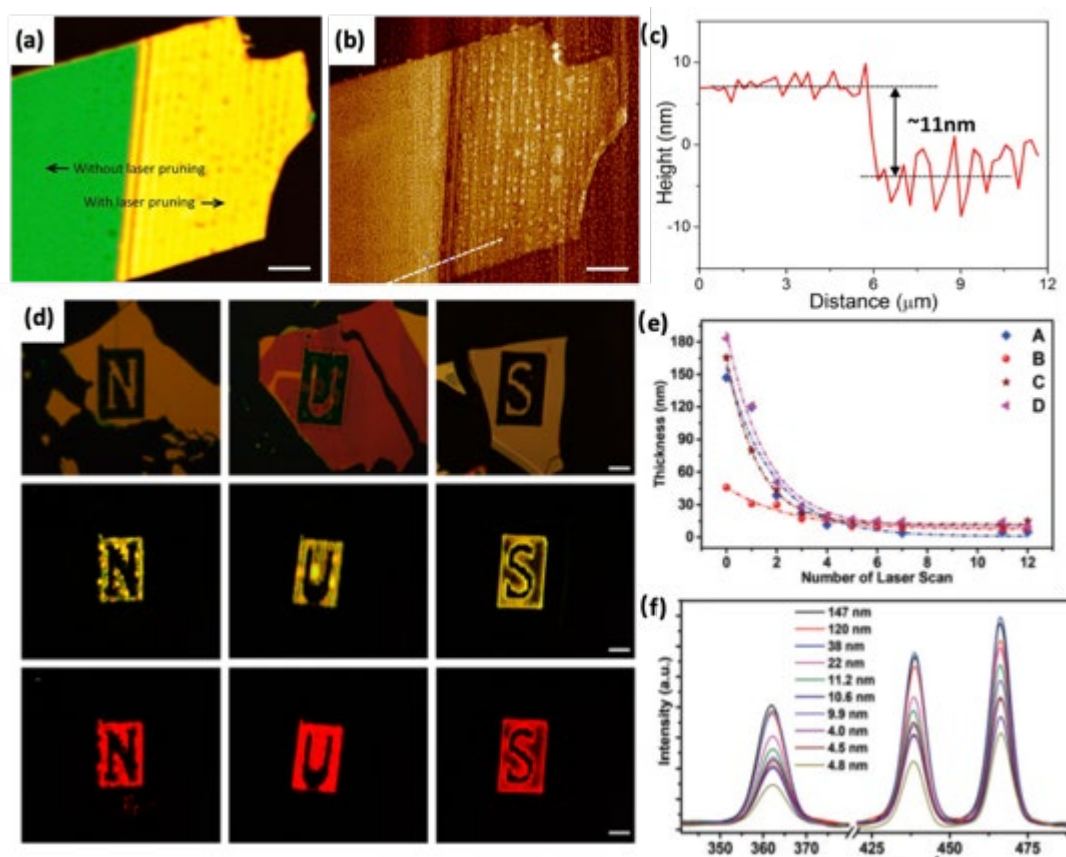 (a)
← Without laser pruning
With laser pruning →
(b)
(c)
Height (nm)
10
0
-10
~11nm
0 3 6 9 12
Distance (μm)
(d)
N U S
N U S
N U S
(e)
Thickness (nm)
180
150
120
90
60
30
0
A
B
C
D
0 2 4 6 8 10 12
Number of Laser Scan
(f)
Intensity (a.u.)
147 nm
120 nm
38 nm
22 nm
11.2 nm
10.6 nm
9.9 nm
4.0 nm
4.5 nm
4.8 nm
350 360 370 425 450 475